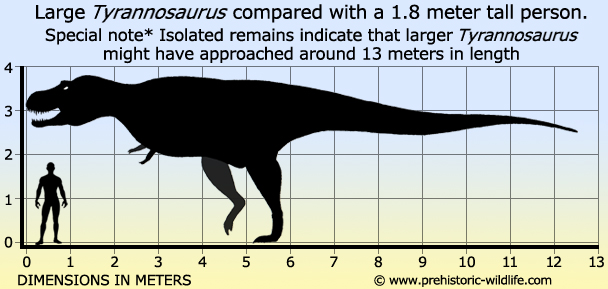 Large Tyrannosaurus compared with a 1.8 meter tall person.
Special note* Isolated remains indicate that larger Tyrannosaurus
might have approached around 13 meters in length
4
3
2
1
0
0 1 2 3 4 5 6 7 8 9 10 11 12 13
DIMENSIONS IN METERS © www.prehistoric-wildlife.com